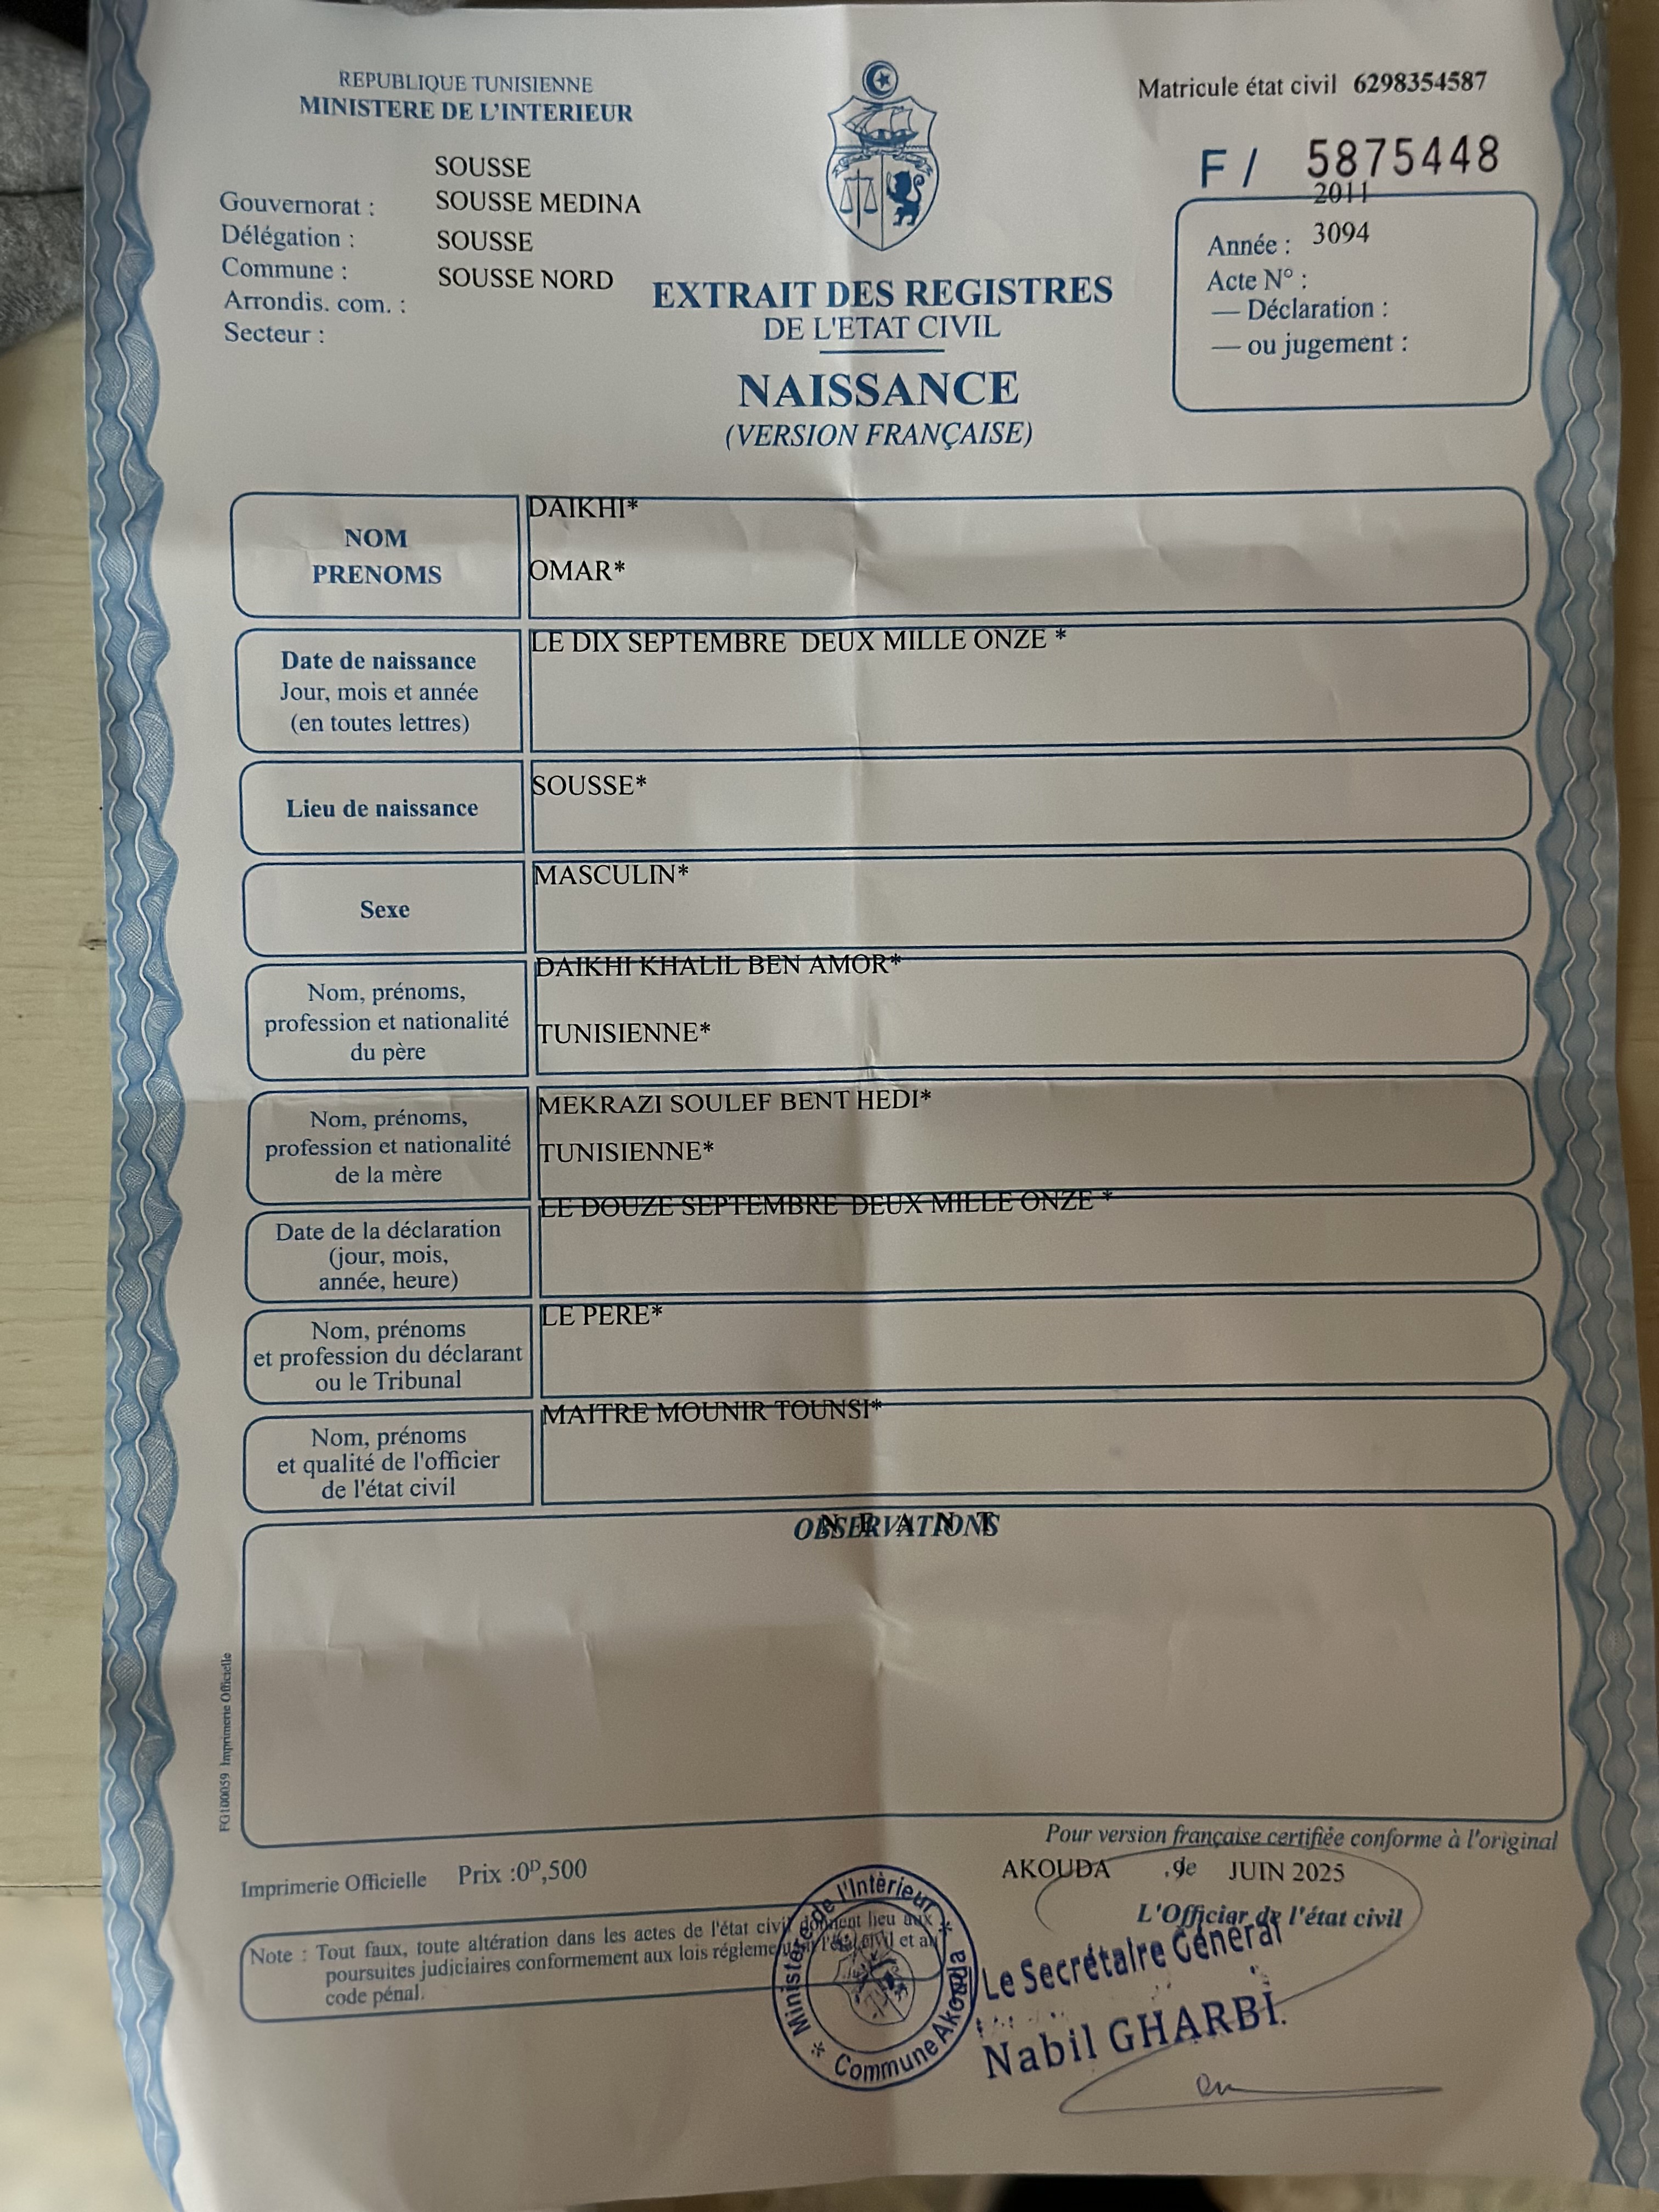 REPUBLIQUE TUNISIENNE
MINISTERE DE L'INTERIEUR
Matricule état civil 6298354587
F / 5875448
SOUSSE
Gouvernorat : SOUSSE MEDINA
Délégation : SOUSSE
Commune : SOUSSE NORD
Arrondis. com. :
Secteur :
2011
Année : 3094
Acte N° :
— Déclaration :
— ou jugement :
EXTRAIT DES REGISTRES
DE L'ETAT CIVIL
NAISSANCE
(VERSION FRANÇAISE)
NOM
PRENOMS
DAIKHI*
OMAR*
Date de naissance
Jour, mois et année
(en toutes lettres)
LE DIX SEPTEMBRE DEUX MILLE ONZE *
Lieu de naissance
SOUSSE*
Sexe
MASCULIN*
Nom, prénoms,
profession et nationalité
du père
DAIKHI KHALIL BEN AMOR*
TUNISIENNE*
Nom, prénoms,
profession et nationalité
de la mère
MEKRAZI SOULEF BENT HEDI*
TUNISIENNE*
Date de la déclaration
(jour, mois,
année, heure)
LE DOUZE SEPTEMBRE DEUX MILLE ONZE *
Nom, prénoms
et profession du déclarant
ou le Tribunal
LE PERE*
Nom, prénoms
et qualité de l'officier
de l'état civil
MAITRE MOUNIR TOUNSI*
OBSERVATIONS
N E A N T
FG100059 Imprimerie Officielle
Pour version française certifiée conforme à l'original
Imprimerie Officielle Prix :0ᴰ,500
AKOUDA JUIN 2025
L'Officier de l'état civil
Note : Tout faux, toute altération dans les actes de l'état civil donnent lieu aux
poursuites judiciaires conformement aux lois réglement l'état civil et au
code pénal.
Ministère de l'Intérieur
Commune Akouda
Le Secrétaire Général
Nabil GHARBI